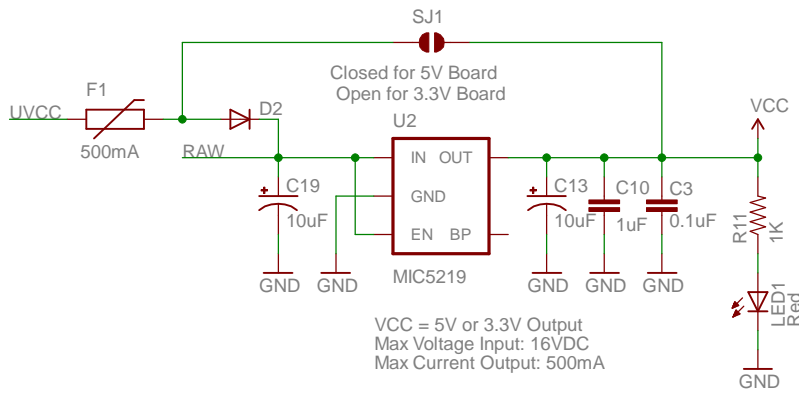 SJ1
Closed for 5V Board
Open for 3.3V Board
F1
UVCC
500mA
D2
RAW
U2
VCC
IN OUT
GND
EN BP
MIC5219
C19
10uF
C13
10uF
C10
1uF
C3
0.1uF
R11
1K
LED1
Red
GND
GND
GND
GND
GND
GND
VCC = 5V or 3.3V Output
Max Voltage Input: 16VDC
Max Current Output: 500mA